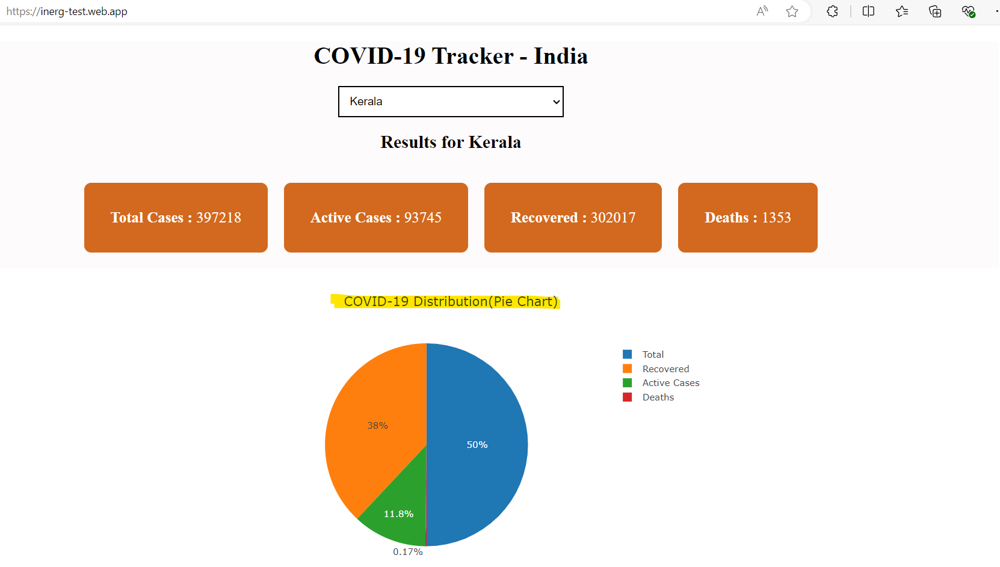 https://inerg-test.web.app
COVID-19 Tracker - India
Kerala
Results for Kerala
Total Cases : 397218
Active Cases : 93745
Recovered : 302017
Deaths : 1353
COVID-19 Distribution(Pie Chart)
Total
Recovered
Active Cases
Deaths
38%
50%
11.8%
0.17%